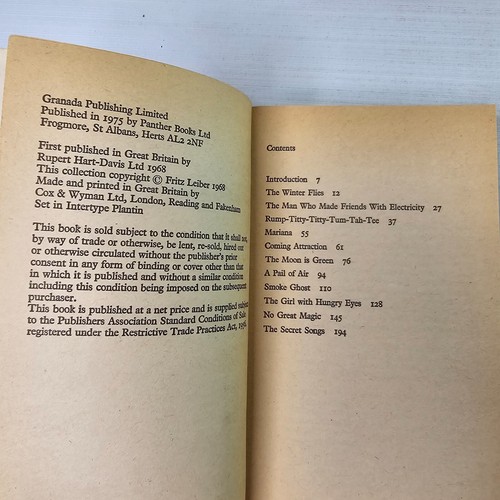 Granada Publishing Limited
Published in 1975 by Panther Books Ltd
Frogmore, St Albans, Herts AL2 2NF
First published in Great Britain by
Rupert Hart-Davis Ltd 1968
This collection copyright © Fritz Leiber 1968
Made and printed in Great Britain by
Cox & Wyman Ltd, London, Reading and Fakenham
Set in Intertype Plantin
This book is sold subject to the condition that it shall not,
by way of trade or otherwise, be lent, re-sold, hired out
or otherwise circulated without the publisher's prior
consent in any form of binding or cover other than that
in which it is published and without a similar condition
including this condition being imposed on the subsequent
purchaser.
This book is published at a net price and is supplied subject
to the Publishers Association Standard Conditions of Sale
registered under the Restrictive Trade Practices Act, 1956.
Contents
Introduction 7
The Winter Flies 12
The Man Who Made Friends With Electricity 27
Rump-Titty-Titty-Tum-Tah-Tee 37
Mariana 55
Coming Attraction 61
The Moon is Green 76
A Pail of Air 94
Smoke Ghost 110
The Girl with Hungry Eyes 128
No Great Magic 145
The Secret Songs 194